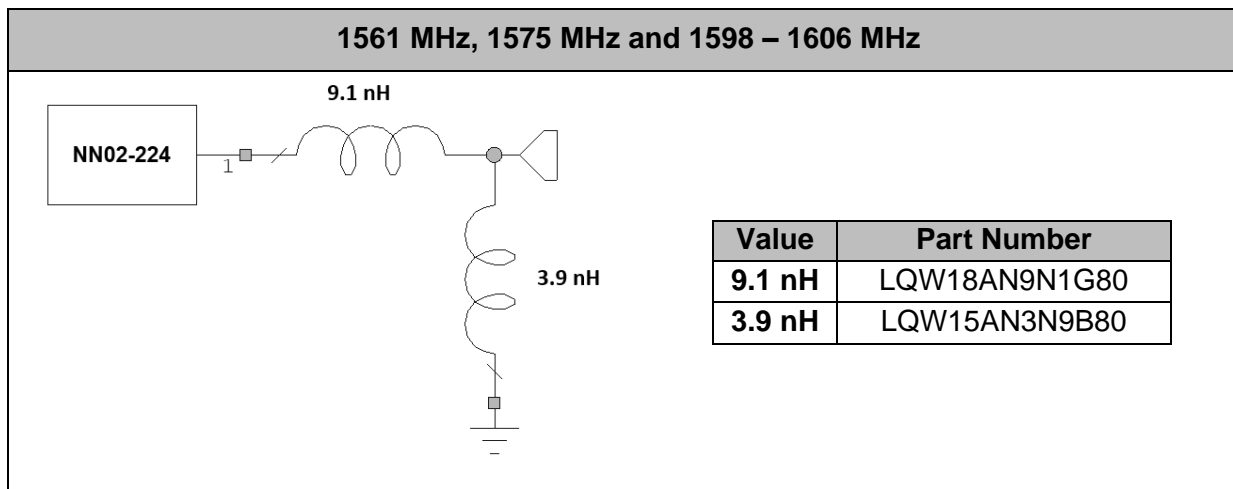 1561 MHz, 1575 MHz and 1598 – 1606 MHz
9.1 nH
NN02-224
1
3.9 nH
Value Part Number
9.1 nH LQW18AN9N1G80
3.9 nH LQW15AN3N9B80